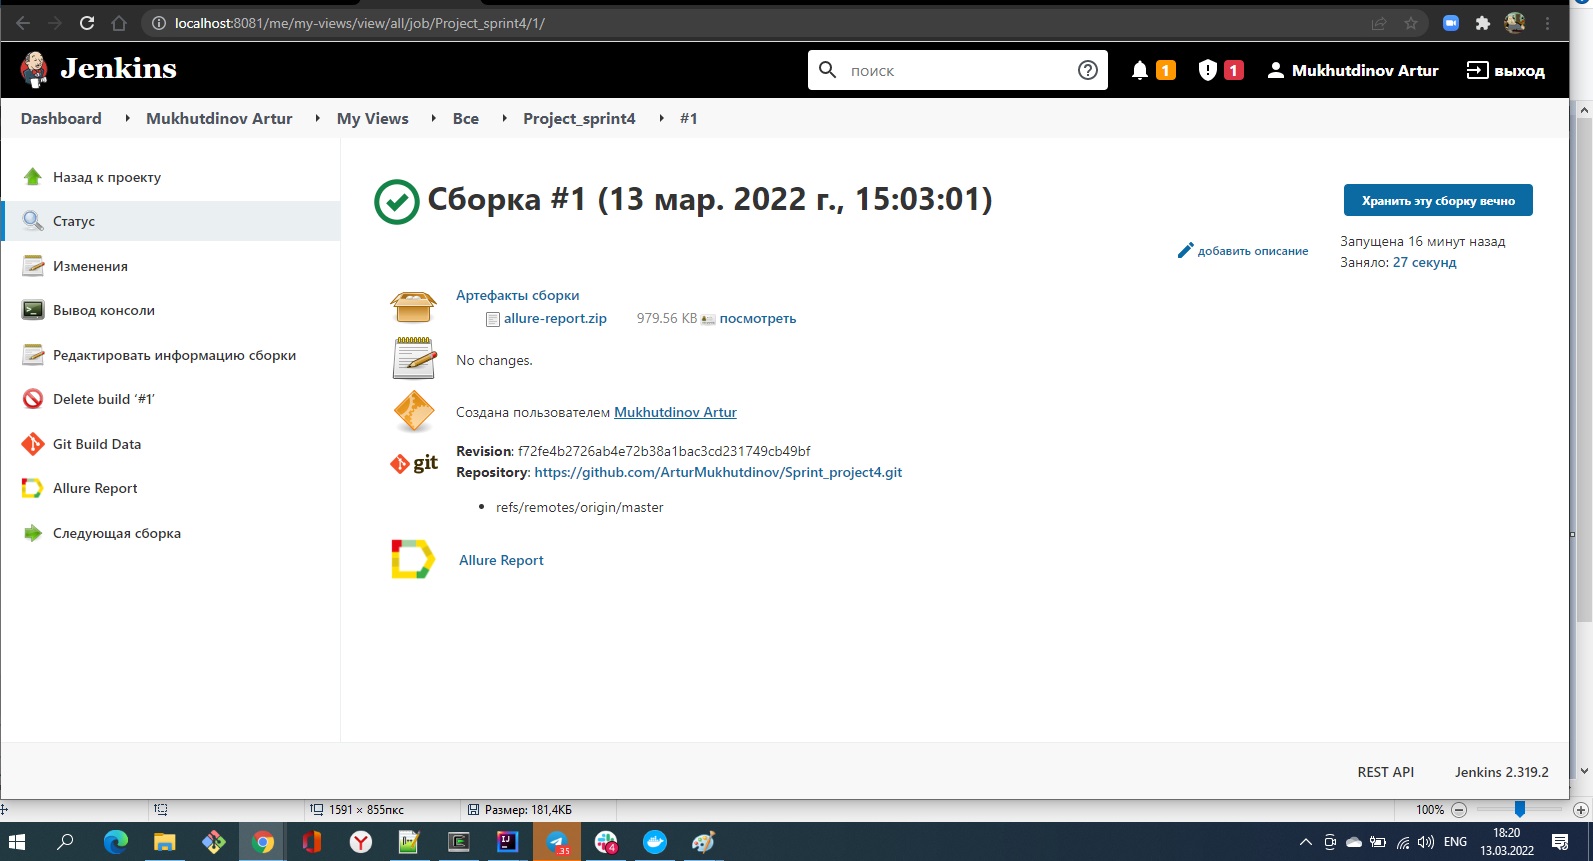 localhost:8081/me/my-views/view/all/job/Project_sprint4/1/
Jenkins
поиск
1
1
Mukhutdinov Artur
выход
Dashboard
Mukhutdinov Artur
My Views
Все
Project_sprint4
#1
Назад к проекту
Статус
Изменения
Вывод консоли
Редактировать информацию сборки
Delete build ‘#1’
Git Build Data
Allure Report
Следующая сборка
Сборка #1 (13 мар. 2022 г., 15:03:01)
Хранить эту сборку вечно
добавить описание
Запущена 16 минут назад
Заняло: 27 секунд
Артефакты сборки
allure-report.zip 979.56 KB посмотреть
No changes.
Создана пользователем Mukhutdinov Artur
git
Revision: f72fe4b2726ab4e72b38a1bac3cd231749cb49bf
Repository: https://github.com/ArturMukhutdinov/Sprint_project4.git
refs/remotes/origin/master
Allure Report
REST API
Jenkins 2.319.2
1591 × 855пкс
Размер: 181,4КБ
100%
IJ
35
4
ENG
18:20
13.03.2022